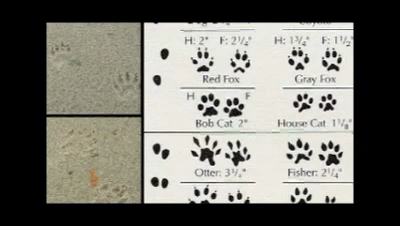 H: 2" F: 2¼" H: 1¾" F: 1½"
Red Fox Gray Fox
H F
Bob Cat 2" House Cat 1⅛"
Otter: 3¼" Fisher: 2¼"